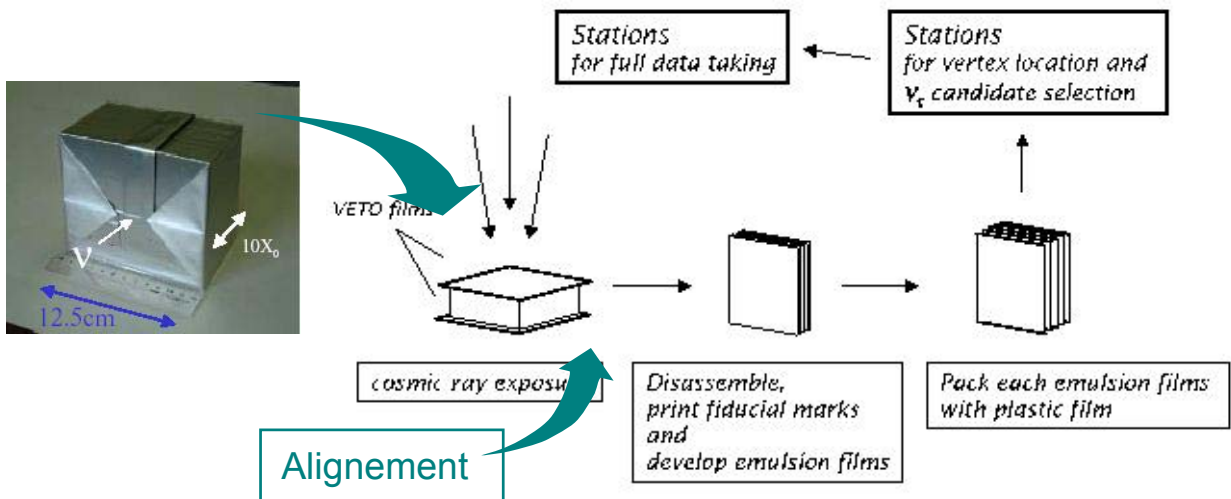 Stations
for full data taking
Stations
for vertex location and
ντ candidate selection
VETO films
ν
10X₀
12.5cm
cosmic ray
Disassemble,
print fiducial marks
and
develop emulsion films
Pack each emulsion films
with plastic film
Alignement